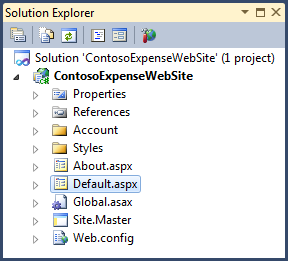 Solution Explorer
Solution 'ContosoExpenseWebSite' (1 project)
ContosoExpenseWebSite
Properties
References
Account
Styles
About.aspx
Default.aspx
Global.asax
Site.Master
Web.config